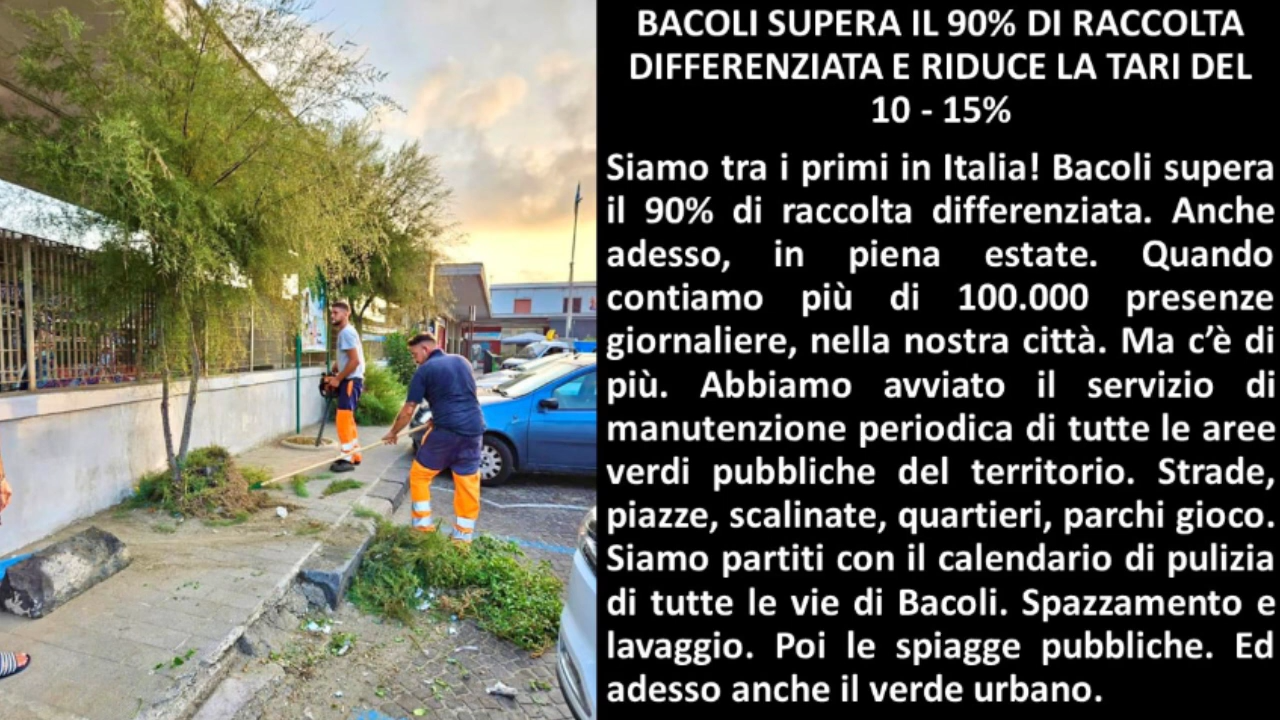 BACOLI SUPERA IL 90% DI RACCOLTA
DIFFERENZIATA E RIDUCE LA TARI DEL
10 - 15%
Siamo tra i primi in Italia! Bacoli supera
il 90% di raccolta differenziata. Anche
adesso, in piena estate. Quando
contiamo più di 100.000 presenze
giornaliere, nella nostra città. Ma c’è di
più. Abbiamo avviato il servizio di
manutenzione periodica di tutte le aree
verdi pubbliche del territorio. Strade,
piazze, scalinate, quartieri, parchi gioco.
Siamo partiti con il calendario di pulizia
di tutte le vie di Bacoli. Spazzamento e
lavaggio. Poi le spiagge pubbliche. Ed
adesso anche il verde urbano.